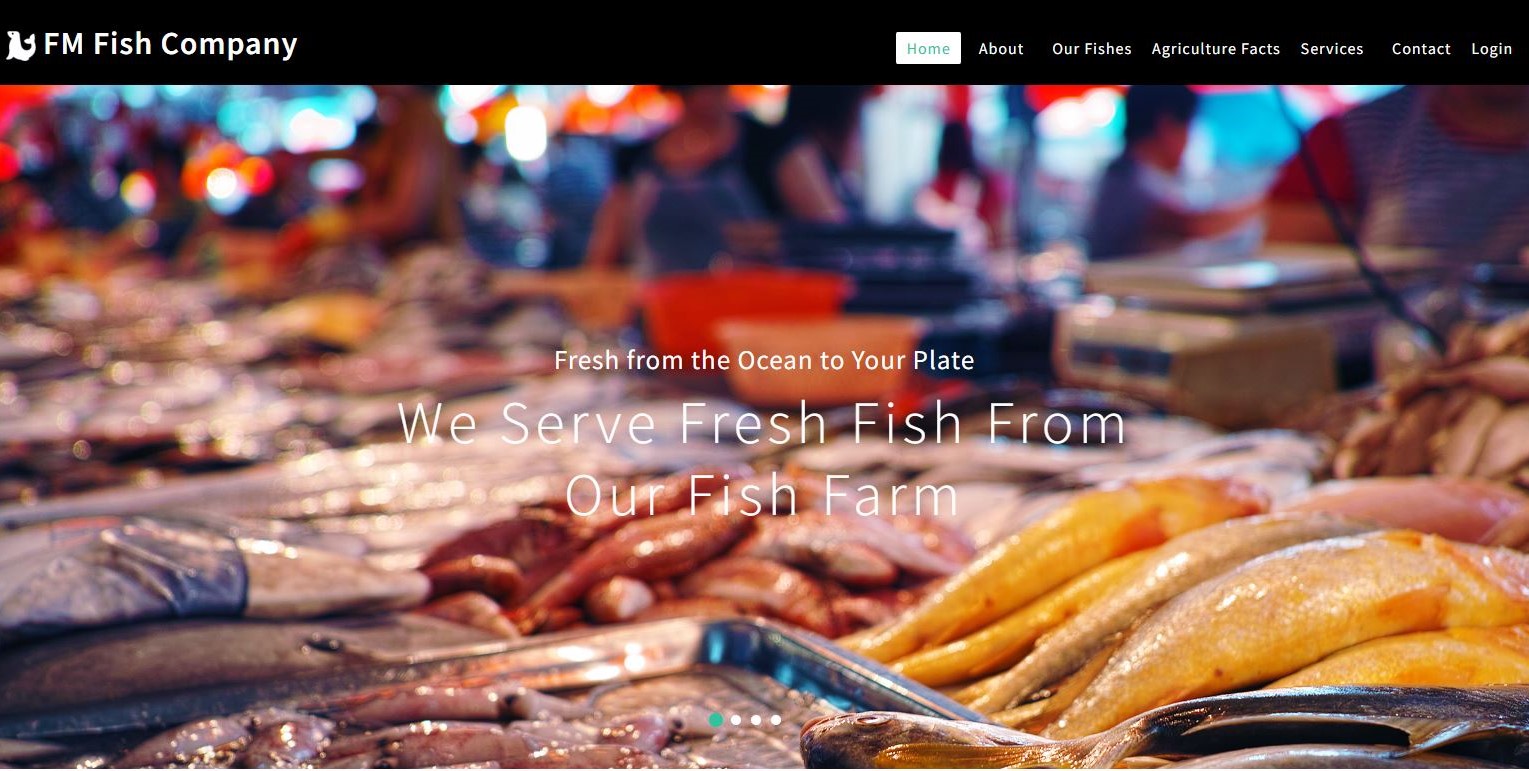 FM Fish Company
Home About Our Fishes Agriculture Facts Services Contact Login
Fresh from the Ocean to Your Plate
We Serve Fresh Fish From
Our Fish Farm